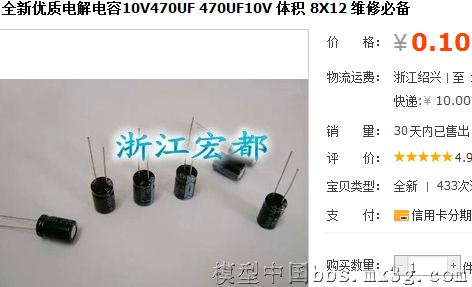 全新优质电解电容10V470UF 470UF10V 体积 8X12 维修必备
浙江宏都
价 格: ¥0.10
物流运费: 浙江绍兴 | 至
快递:¥ 10.00
销 量: 30天内已售出
评 价: 4.9
宝贝类型: 全新 | 433次
支 付: 信用卡分期
购买数量: 1 + 件
模型中国bbs.mx3g.com